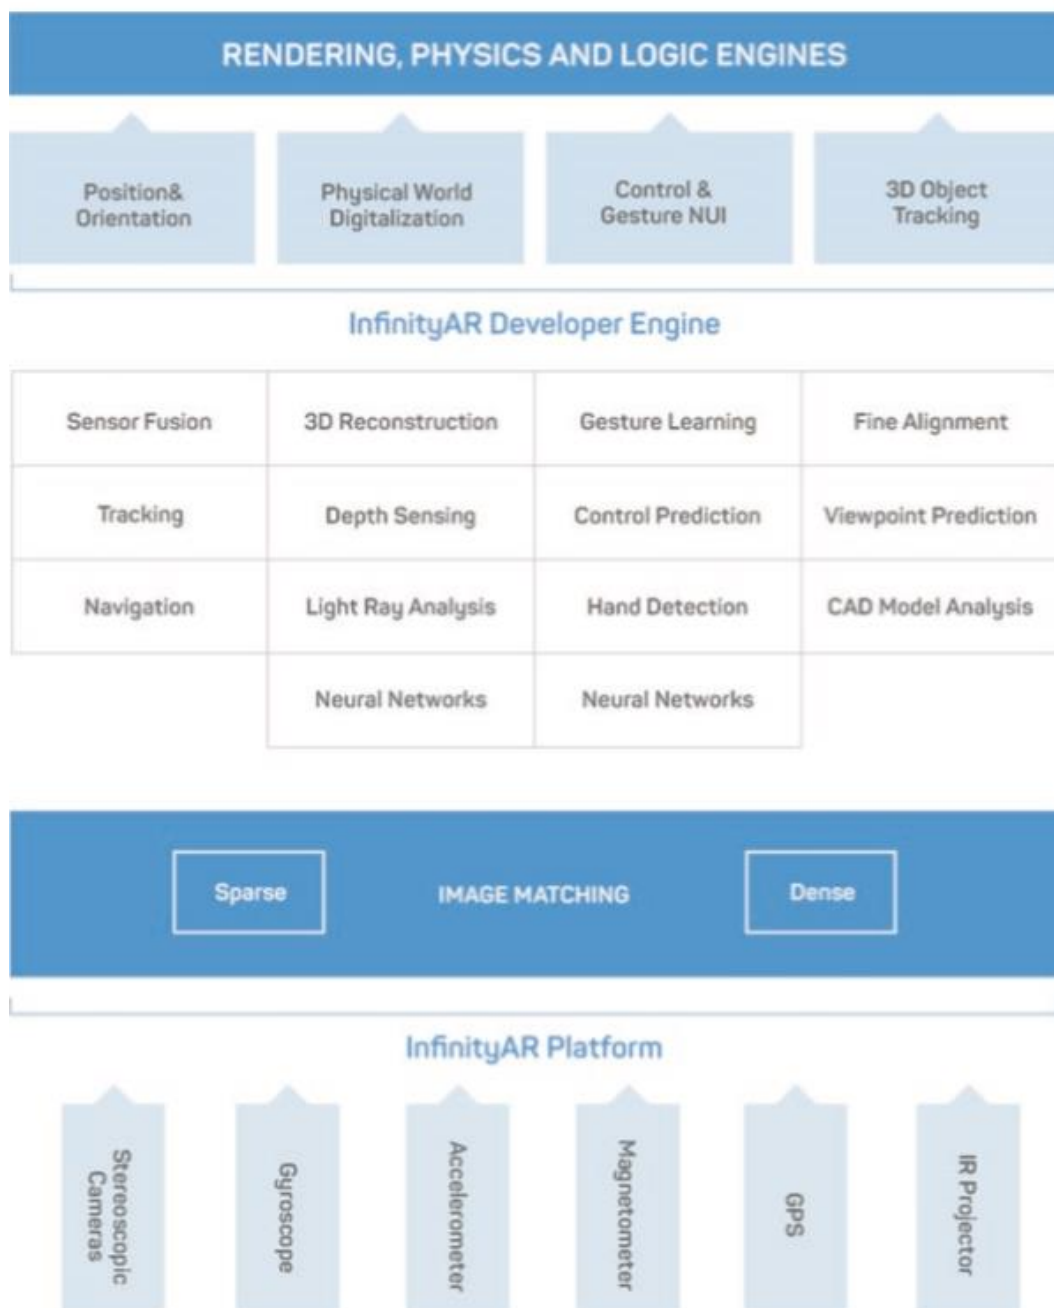 RENDERING, PHYSICS AND LOGIC ENGINES
Position&
Orientation
Physical World
Digitalization
Control &
Gesture NUI
3D Object
Tracking
InfinityAR Developer Engine
Sensor Fusion
3D Reconstruction
Gesture Learning
Fine Alignment
Tracking
Depth Sensing
Control Prediction
Viewpoint Prediction
Navigation
Light Ray Analysis
Hand Detection
CAD Model Analysis
Neural Networks
Neural Networks
Sparse
IMAGE MATCHING
Dense
InfinityAR Platform
Stereoscopic
Cameras
Gyroscope
Accelerometer
Magnetometer
GPS
IR Projector